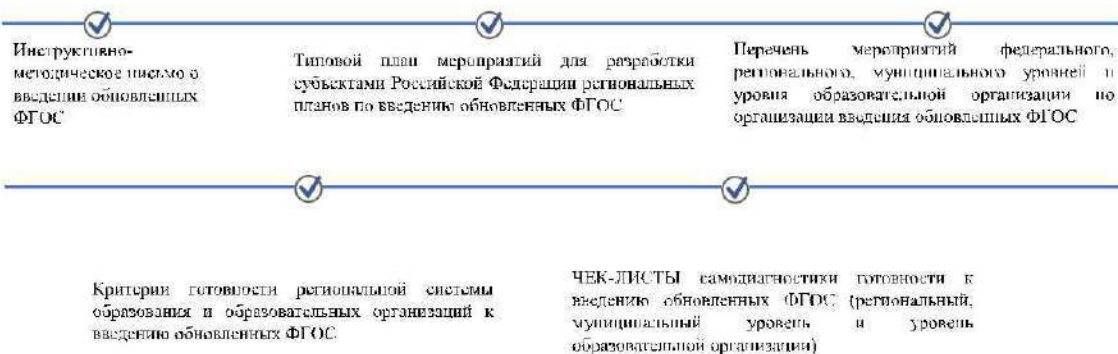 Инструктивно-
методическое письмо о
введении обновленных
ФГОС
Типовой план мероприятий для разработки
субъектами Российской Федерации региональных
планов по введению обновленных ФГОС
Перечень мероприятий федерального,
регионального, муниципального уровней и
уровня образовательной организации по
организации введения обновленных ФГОС
Критерии готовности региональной системы
образования и образовательных организаций к
введению обновленных ФГОС
ЧЕК-ЛИСТЫ самодиагностики готовности к
введению обновленных ФГОС (региональный,
муниципальный уровень и уровень
образовательной организации)